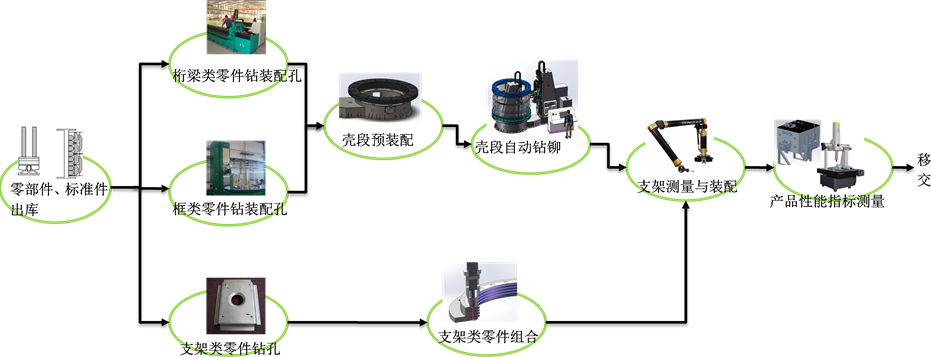 桁梁类零件钻装配孔
壳段预装配
壳段自动钻铆
零部件、标准件
出库
框类零件钻装配孔
支架测量与装配
产品性能指标测量
移
交
支架类零件钻孔
支架类零件组合